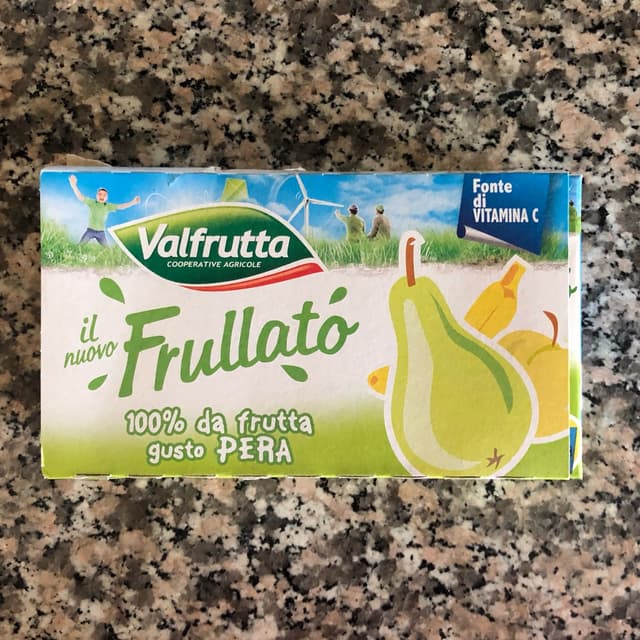 Fonte
di
VITAMINA C
Valfrutta
COOPERATIVE AGRICOLE
il
nuovo
Frullato
100% da frutta
gusto PERA